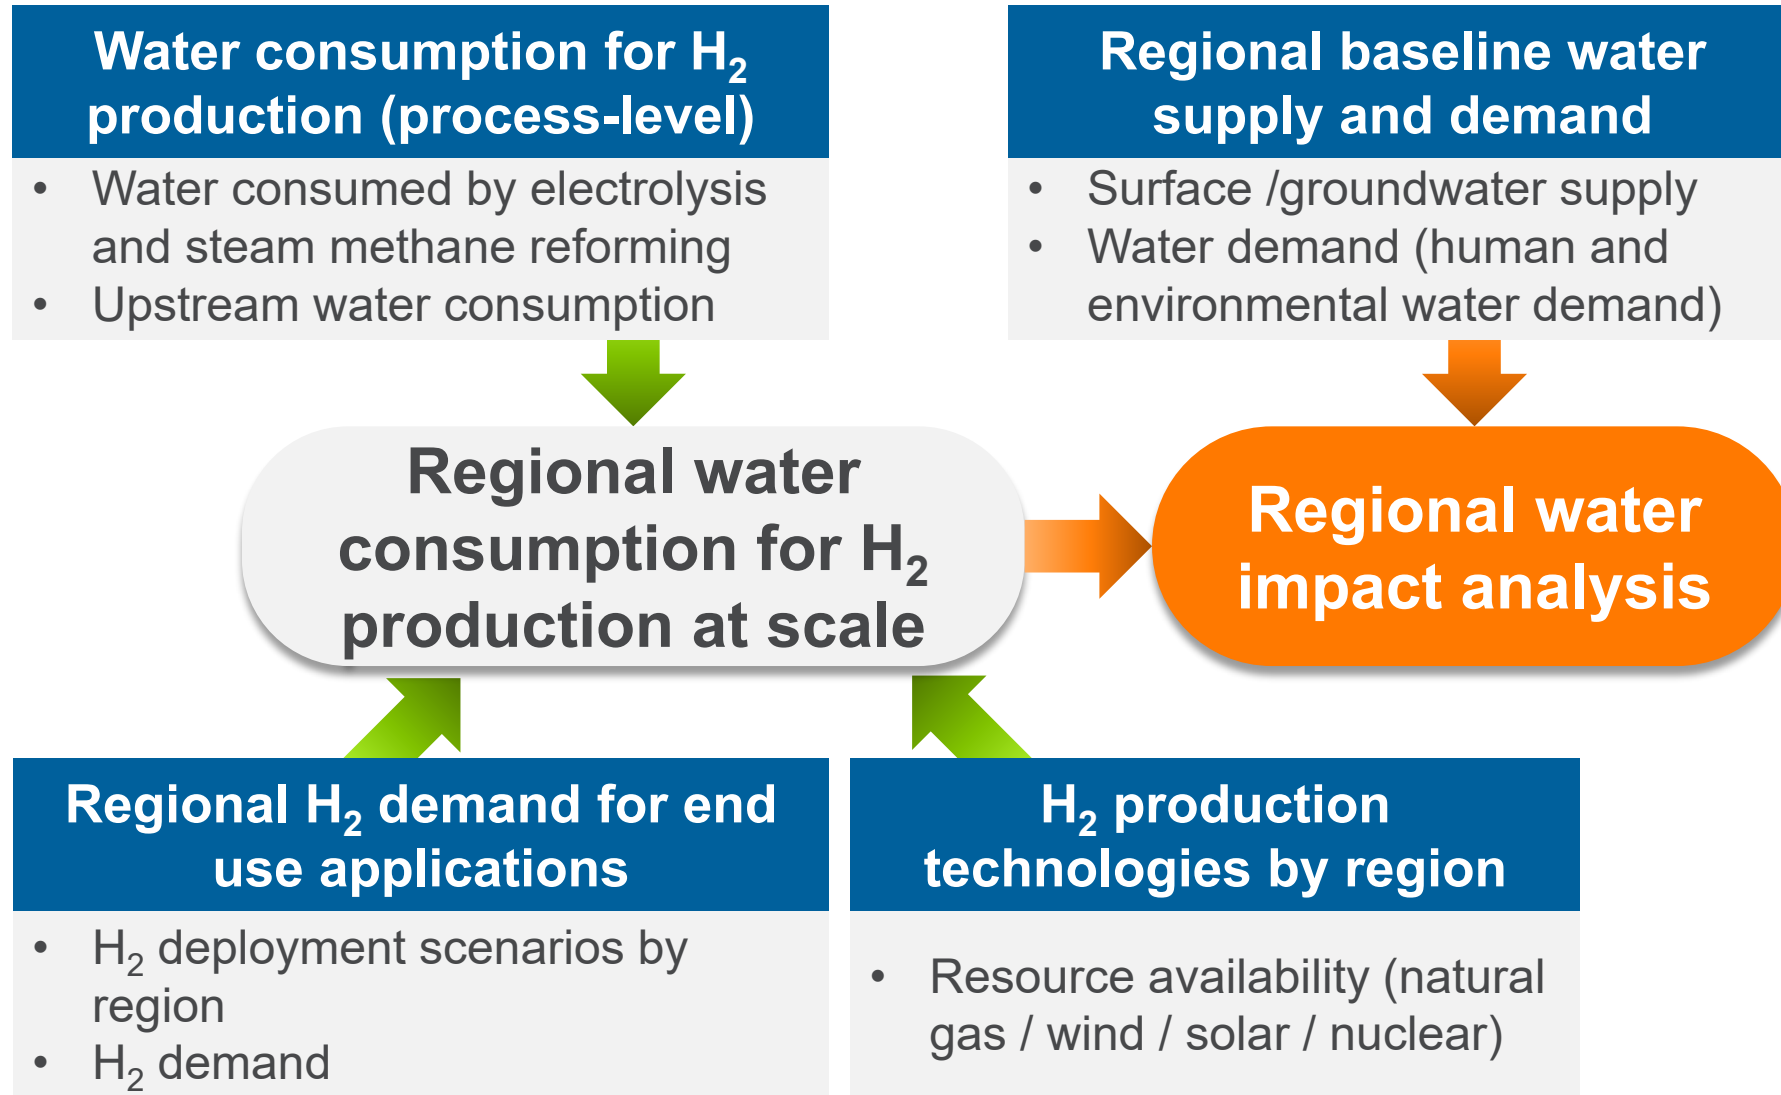 Water consumption for H₂
production (process-level)
• Water consumed by electrolysis
and steam methane reforming
• Upstream water consumption
Regional baseline water
supply and demand
• Surface /groundwater supply
• Water demand (human and
environmental water demand)
Regional water
consumption for H₂
production at scale
Regional water
impact analysis
Regional H₂ demand for end
use applications
• H₂ deployment scenarios by
region
• H₂ demand
H₂ production
technologies by region
• Resource availability (natural
gas / wind / solar / nuclear)